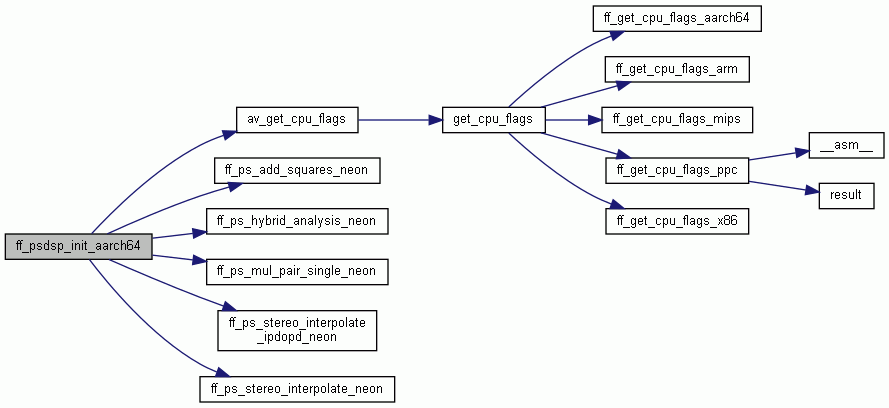 ff_psdsp_init_aarch64
av_get_cpu_flags
ff_ps_add_squares_neon
ff_ps_hybrid_analysis_neon
ff_ps_mul_pair_single_neon
ff_ps_stereo_interpolate
_ipdopd_neon
ff_ps_stereo_interpolate_neon
get_cpu_flags
ff_get_cpu_flags_aarch64
ff_get_cpu_flags_arm
ff_get_cpu_flags_mips
ff_get_cpu_flags_ppc
ff_get_cpu_flags_x86
__asm__
result